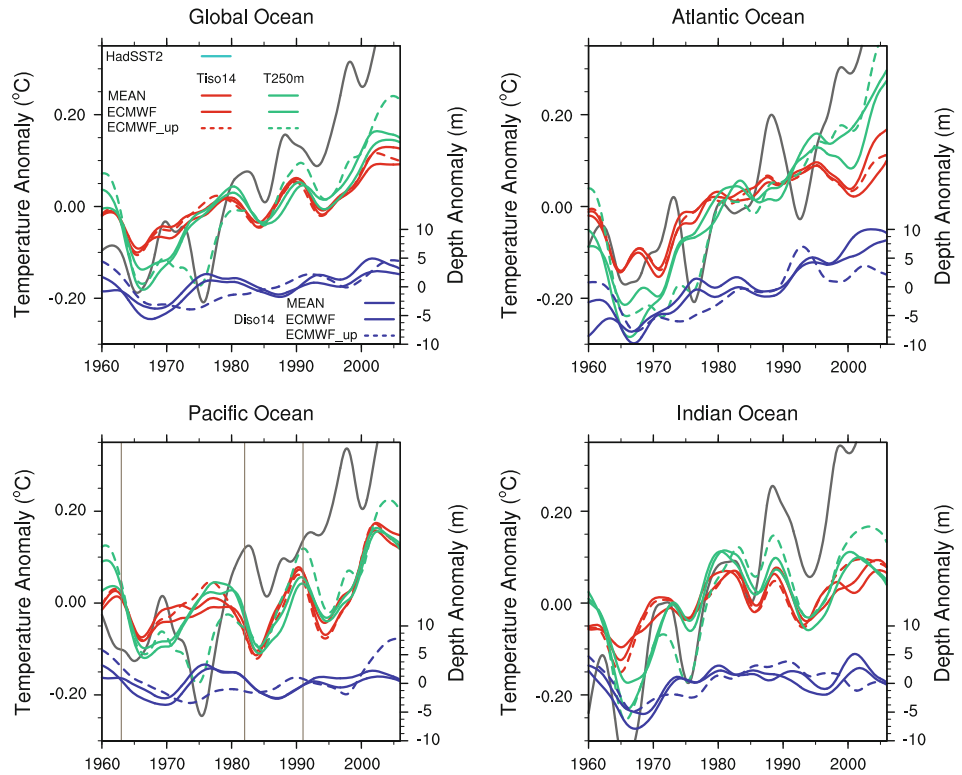 Global Ocean
Atlantic Ocean
HadSST2
Tiso14 T250m
MEAN
ECMWF
ECMWF_up
Temperature Anomaly (°C)
0.20
0.00
-0.20
Depth Anomaly (m)
10
5
0
-5
-10
MEAN
Diso14 ECMWF
ECMWF_up
1960 1970 1980 1990 2000
Temperature Anomaly (°C)
0.20
0.00
-0.20
Depth Anomaly (m)
10
5
0
-5
-10
1960 1970 1980 1990 2000
Pacific Ocean
Indian Ocean
Temperature Anomaly (°C)
0.20
0.00
-0.20
Depth Anomaly (m)
10
5
0
-5
-10
1960 1970 1980 1990 2000
Temperature Anomaly (°C)
0.20
0.00
-0.20
Depth Anomaly (m)
10
5
0
-5
-10
1960 1970 1980 1990 2000